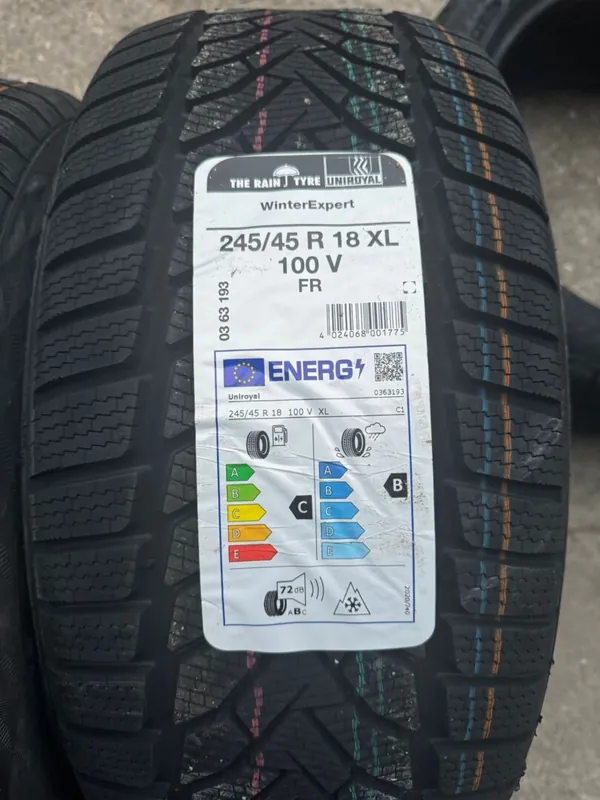 THE RAIN TYRE UNIROYAL
WinterExpert
245/45 R 18 XL
100 V
FR
03 63 193
4 024068 001775
ENERG
Uniroyal 0363193
245/45 R 18 100 V XL C1
A A
B B B
C C C
D D
E E
72 dB
ABC
2020/740